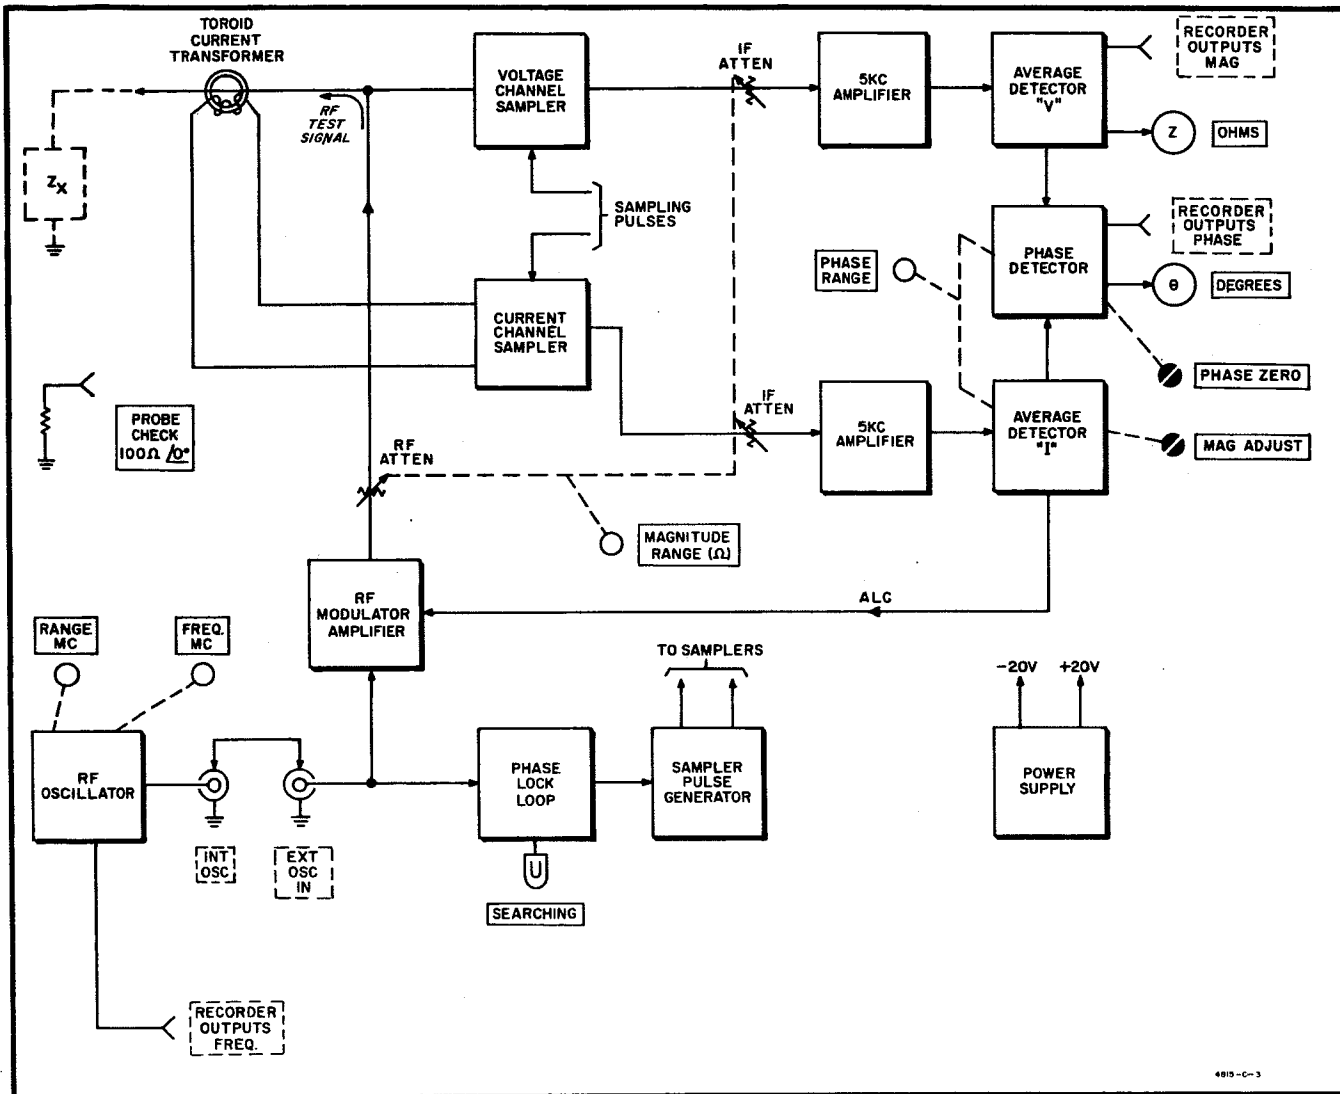 TOROID
CURRENT
TRANSFORMER
RF
TEST
SIGNAL
ZX
VOLTAGE
CHANNEL
SAMPLER
IF
ATTEN
5KC
AMPLIFIER
AVERAGE
DETECTOR
"V"
RECORDER
OUTPUTS
MAG
Z
OHMS
SAMPLING
PULSES
PHASE
RANGE
PHASE
DETECTOR
RECORDER
OUTPUTS
PHASE
θ
DEGREES
CURRENT
CHANNEL
SAMPLER
PHASE ZERO
PROBE
CHECK
100Ω /0°
RF
ATTEN
IF
ATTEN
5KC
AMPLIFIER
AVERAGE
DETECTOR
"I"
MAG ADJUST
MAGNITUDE
RANGE (Ω)
RF
MODULATOR
AMPLIFIER
ALC
RANGE
MC
FREQ.
MC
TO SAMPLERS
-20V +20V
RF
OSCILLATOR
INT
OSC
EXT
OSC
IN
PHASE
LOCK
LOOP
U
SEARCHING
SAMPLER
PULSE
GENERATOR
POWER
SUPPLY
RECORDER
OUTPUTS
FREQ.
4815-C-3